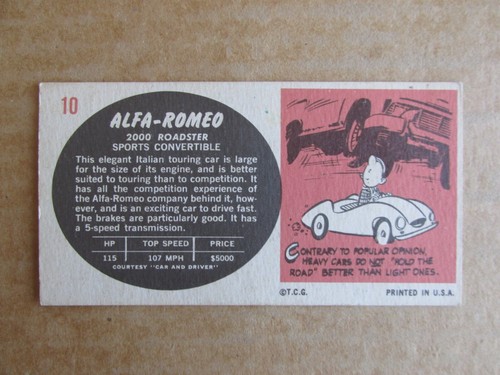 10
ALFA-ROMEO
2000 ROADSTER
SPORTS CONVERTIBLE
This elegant Italian touring car is large
for the size of its engine, and is better
suited to touring than to competition. It
has all the competition experience of
the Alfa-Romeo company behind it, how-
ever, and is an exciting car to drive fast.
The brakes are particularly good. It has
a 5-speed transmission.
HP TOP SPEED PRICE
115 107 MPH $5000
COURTESY "CAR AND DRIVER"
CONTRARY TO POPULAR OPINION,
HEAVY CARS DO NOT "HOLD THE
ROAD" BETTER THAN LIGHT ONES.
©T.C.G. PRINTED IN U.S.A.